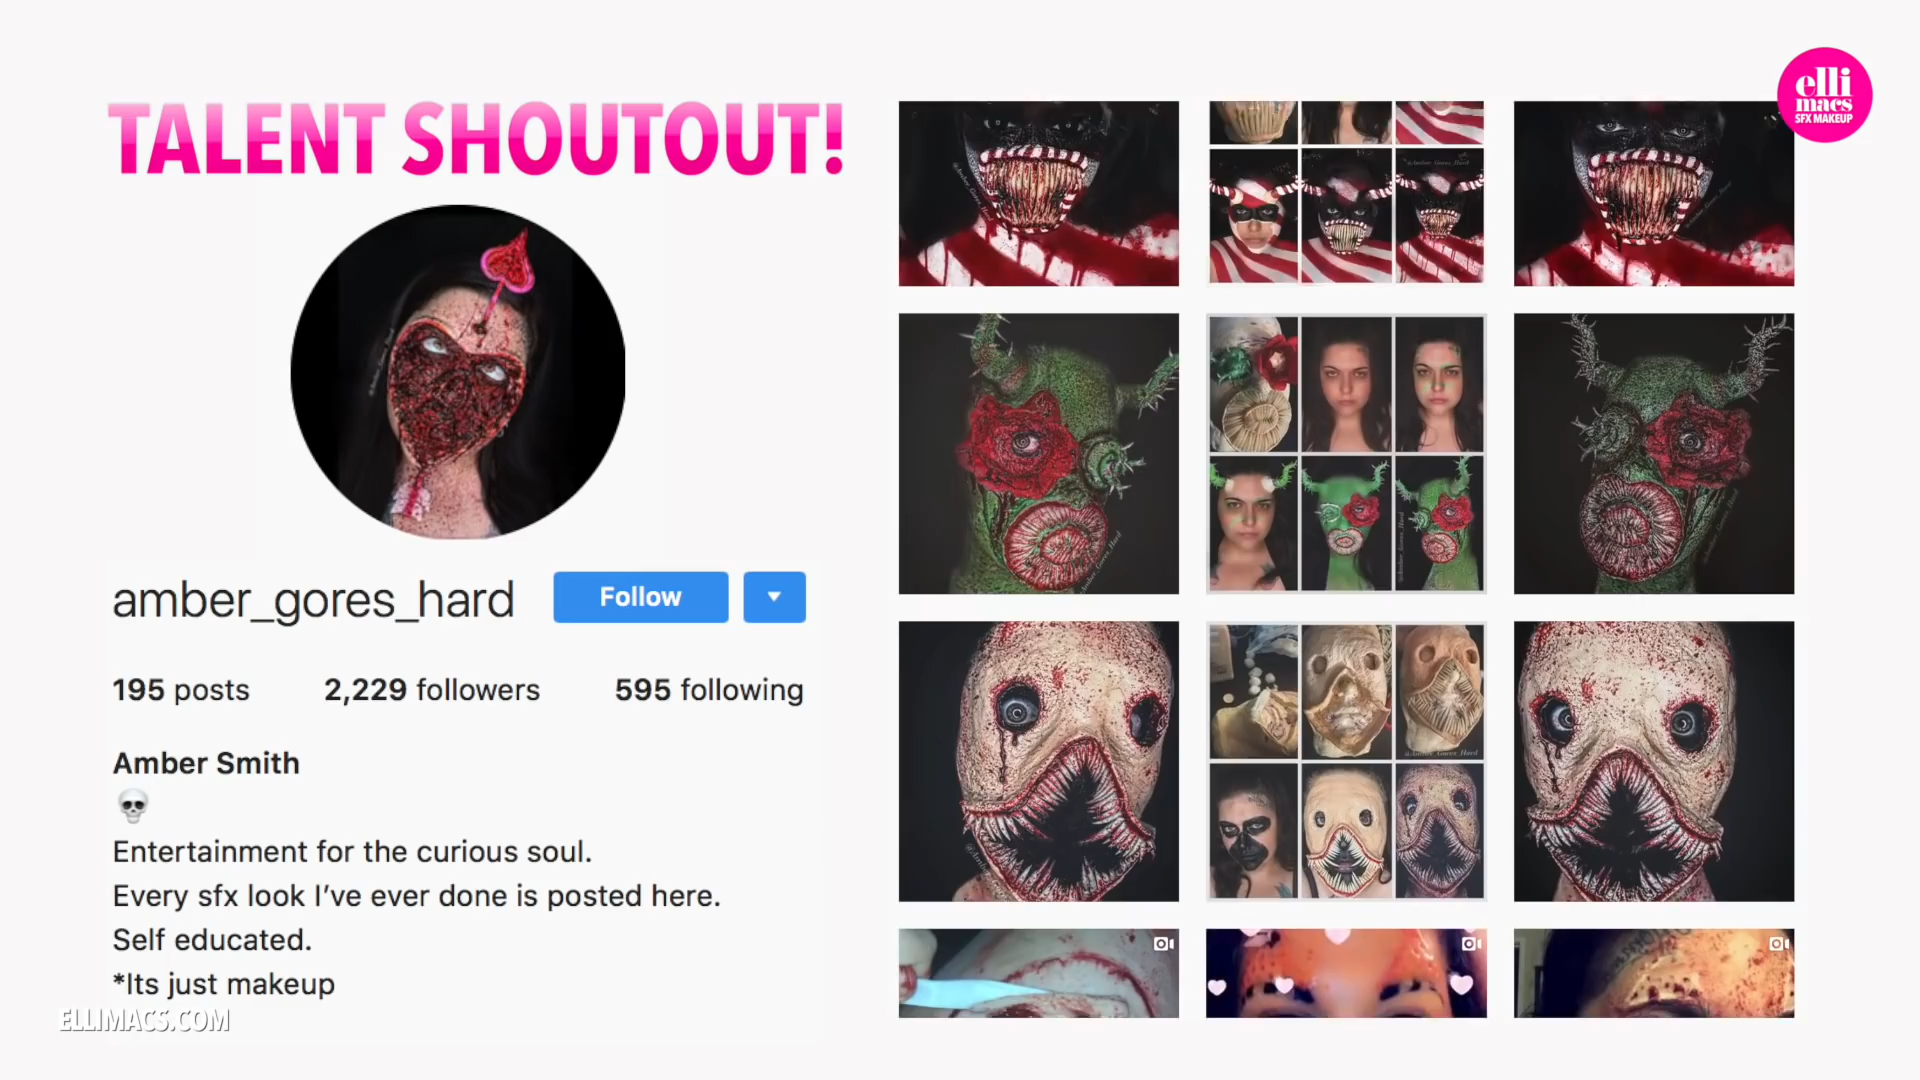 TALENT SHOUTOUT!
elli
macs
SFX MAKEUP
amber_gores_hard
Follow
195 posts
2,229 followers
595 following
Amber Smith
Entertainment for the curious soul.
Every sfx look I’ve ever done is posted here.
Self educated.
*Its just makeup
ELLIMACS.COM